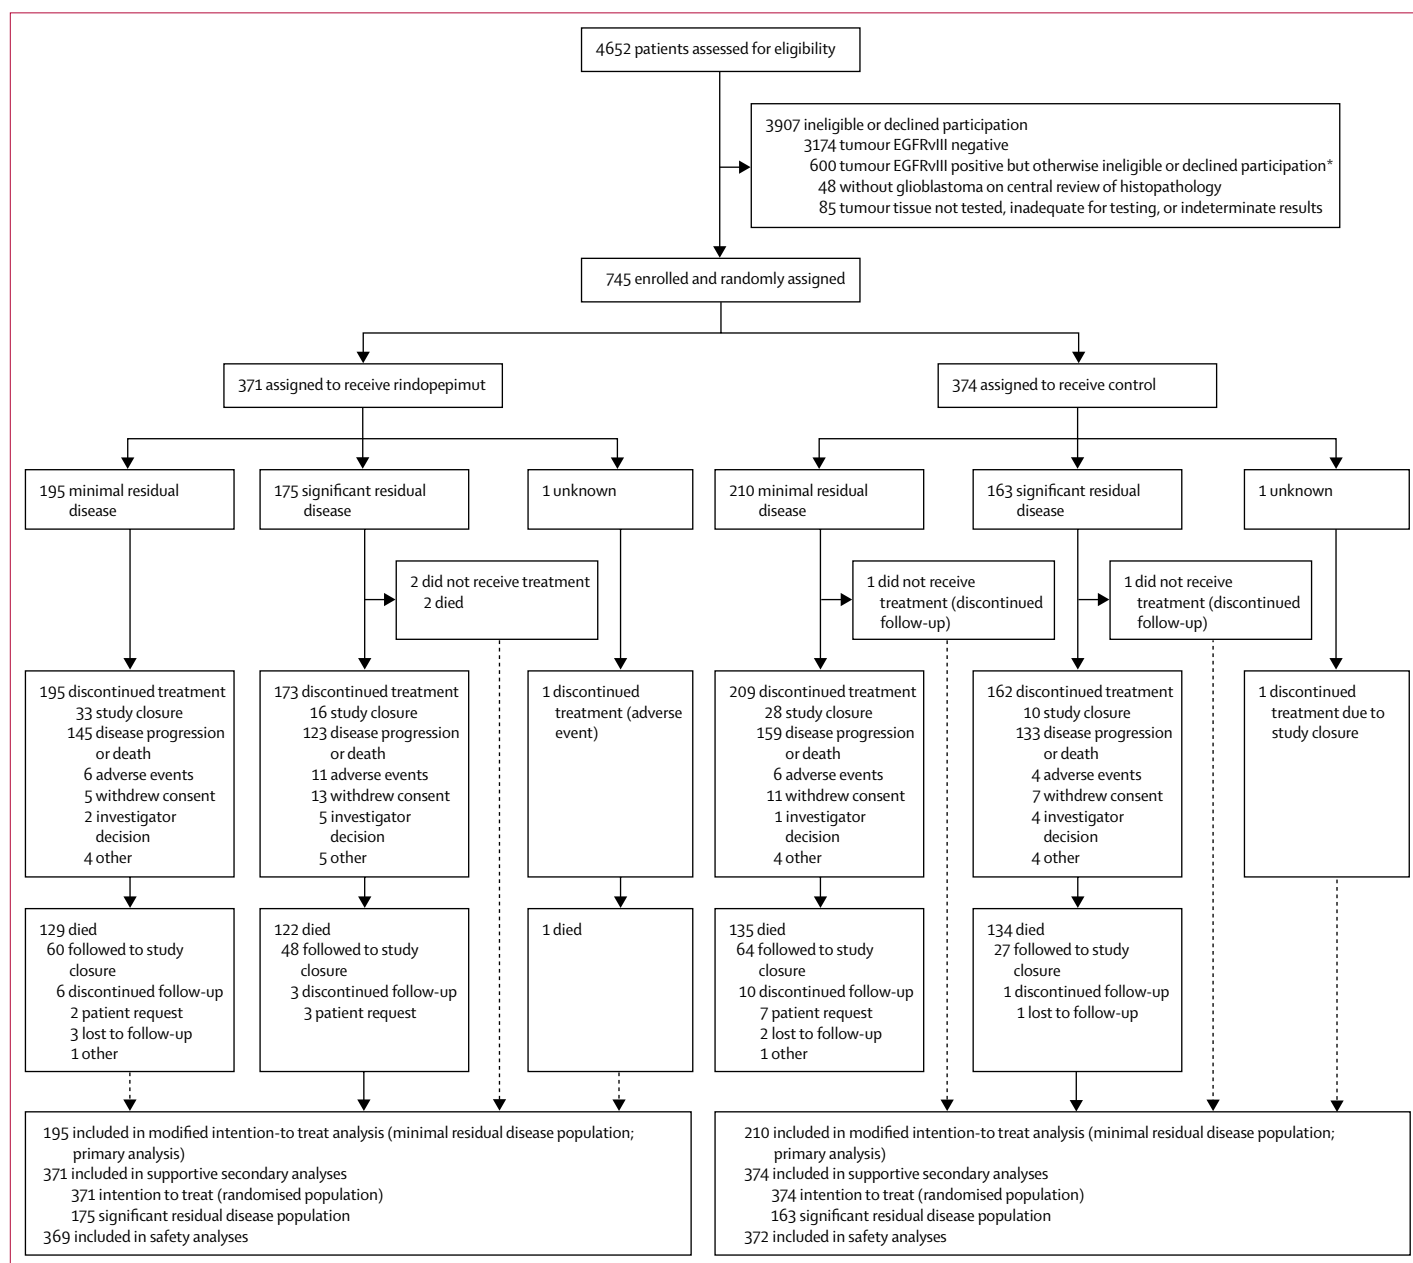 4652 patients assessed for eligibility
3907 ineligible or declined participation
3174 tumour EGFRvIII negative
600 tumour EGFRvIII positive but otherwise ineligible or declined participation*
48 without glioblastoma on central review of histopathology
85 tumour tissue not tested, inadequate for testing, or indeterminate results
745 enrolled and randomly assigned
371 assigned to receive rindopepimut
374 assigned to receive control
195 minimal residual
disease
175 significant residual
disease
1 unknown
210 minimal residual
disease
163 significant residual
disease
1 unknown
2 did not receive treatment
2 died
1 did not receive
treatment (discontinued
follow-up)
1 did not receive
treatment (discontinued
follow-up)
195 discontinued treatment
33 study closure
145 disease progression
or death
6 adverse events
5 withdrew consent
2 investigator
decision
4 other
173 discontinued treatment
16 study closure
123 disease progression
or death
11 adverse events
13 withdrew consent
5 investigator
decision
5 other
1 discontinued
treatment (adverse
event)
209 discontinued treatment
28 study closure
159 disease progression
or death
6 adverse events
11 withdrew consent
1 investigator
decision
4 other
162 discontinued treatment
10 study closure
133 disease progression
or death
4 adverse events
7 withdrew consent
4 investigator
decision
4 other
1 discontinued
treatment due to
study closure
129 died
60 followed to study
closure
6 discontinued follow-up
2 patient request
3 lost to follow-up
1 other
122 died
48 followed to study
closure
3 discontinued follow-up
3 patient request
1 died
135 died
64 followed to study
closure
10 discontinued follow-up
7 patient request
2 lost to follow-up
1 other
134 died
27 followed to study
closure
1 discontinued follow-up
1 lost to follow-up
195 included in modified intention-to treat analysis (minimal residual disease population;
primary analysis)
371 included in supportive secondary analyses
371 intention to treat (randomised population)
175 significant residual disease population
369 included in safety analyses
210 included in modified intention-to treat analysis (minimal residual disease population;
primary analysis)
374 included in supportive secondary analyses
374 intention to treat (randomised population)
163 significant residual disease population
372 included in safety analyses